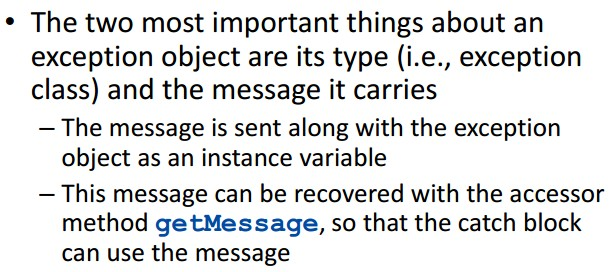 • The two most important things about an
exception object are its type (i.e., exception
class) and the message it carries
– The message is sent along with the exception
object as an instance variable
– This message can be recovered with the accessor
method getMessage, so that the catch block
can use the message